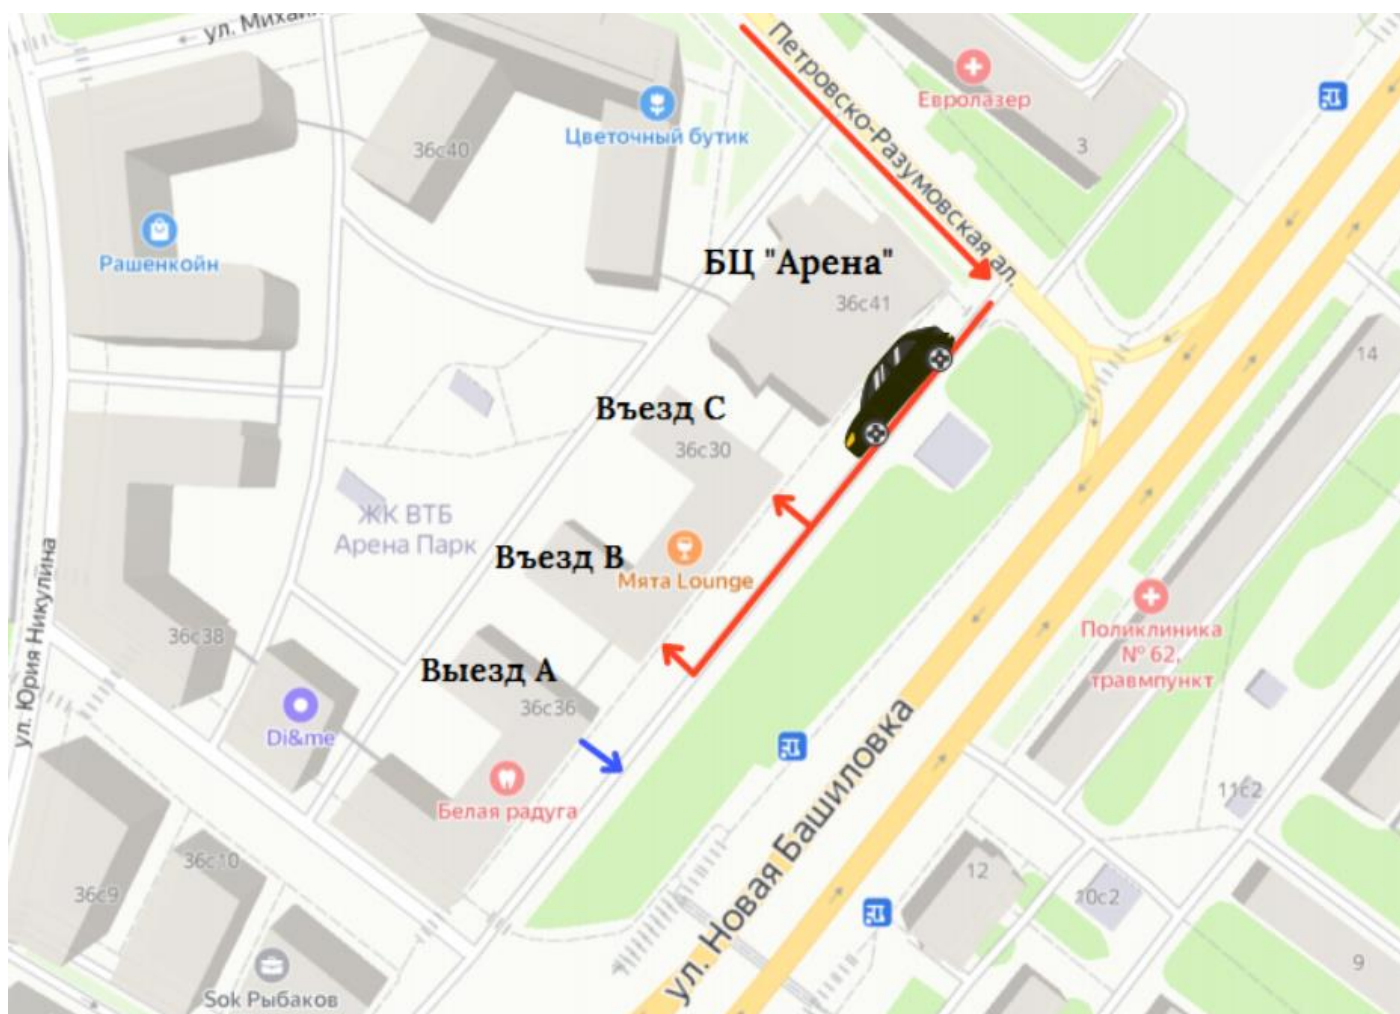 ул. Михаил
Петровско-Разумовская ал.
Евролазер
3
Цветочный бутик
36с40
Рашенкойн
БЦ "Арена"
36с41
14
Въезд С
36с30
ЖК ВТБ
Арена Парк
Въезд В
Мята Lounge
ул. Юрия Никулина
36с38
Поликлиника
№ 62,
травмпункт
Выезд А
36с36
Di&me
ул. Новая Башиловка
Белая радуга
11с2
36с10
36с9
12
10с2
9
Sok Рыбаков